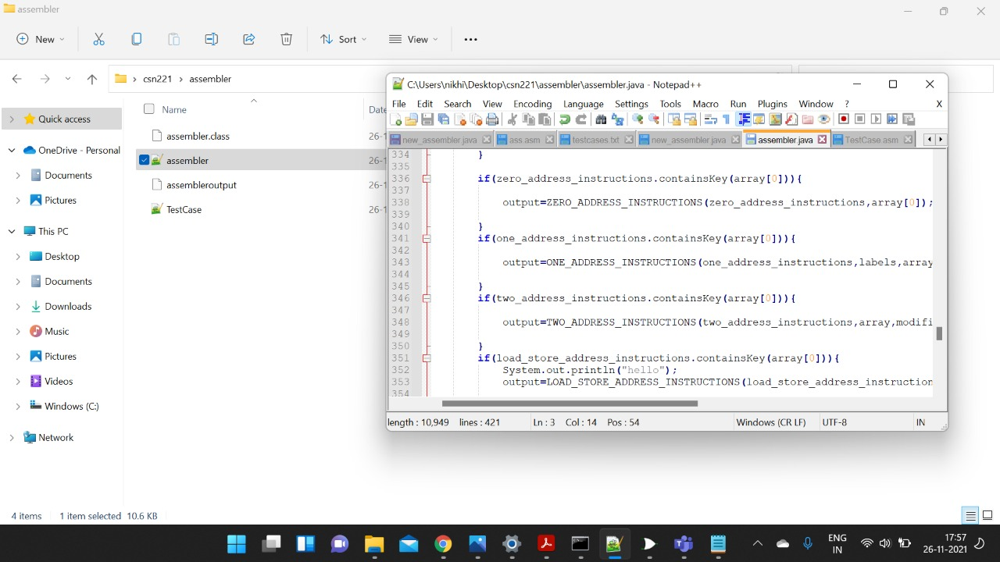 assembler
New
Sort
View
csn221 > assembler
Quick access
OneDrive - Personal
Documents
Pictures
This PC
Desktop
Documents
Downloads
Music
Pictures
Videos
Windows (C:)
Network
Name
Date
assembler.class
26-1
assembler
26-1
assembleroutput
26-1
TestCase
26-1
C:\Users\nikhi\Desktop\csn221\assembler\assembler.java - Notepad++
File Edit Search View Encoding Language Settings Tools Macro Run Plugins Window ? X
new_assembler.java ass.asm testcases.txt new_assembler.java assembler.java TestCase.asm
334 }
335
336 if(zero_address_instructions.containsKey(array[0])){
337
338 output=ZERO_ADDRESS_INSTRUCTIONS(zero_address_instructions,array[0]);
339
340 }
341 if(one_address_instructions.containsKey(array[0])){
342
343 output=ONE_ADDRESS_INSTRUCTIONS(one_address_instructions,labels,array
344
345 }
346 if(two_address_instructions.containsKey(array[0])){
347
348 output=TWO_ADDRESS_INSTRUCTIONS(two_address_instructions,array,modifi
349
350 }
351 if(load_store_address_instructions.containsKey(array[0])){
352 System.out.println("hello");
353 output=LOAD_STORE_ADDRESS_INSTRUCTIONS(load_store_address_instruction
354
length : 10,949 lines : 421 Ln : 3 Col : 14 Pos : 54 Windows (CR LF) UTF-8 IN
4 items 1 item selected 10.6 KB
ENG
IN
17:57
26-11-2021